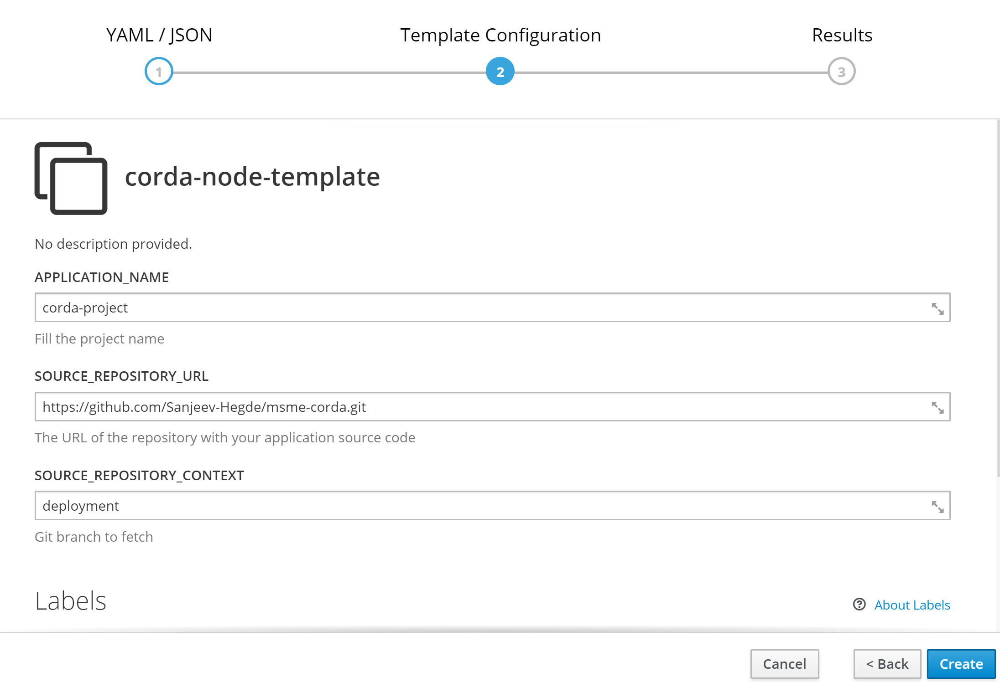 YAML / JSON
Template Configuration
Results
1
2
3
corda-node-template
No description provided.
APPLICATION_NAME
corda-project
Fill the project name
SOURCE_REPOSITORY_URL
https://github.com/Sanjeev-Hegde/msme-corda.git
The URL of the repository with your application source code
SOURCE_REPOSITORY_CONTEXT
deployment
Git branch to fetch
Labels
About Labels
Cancel
< Back
Create